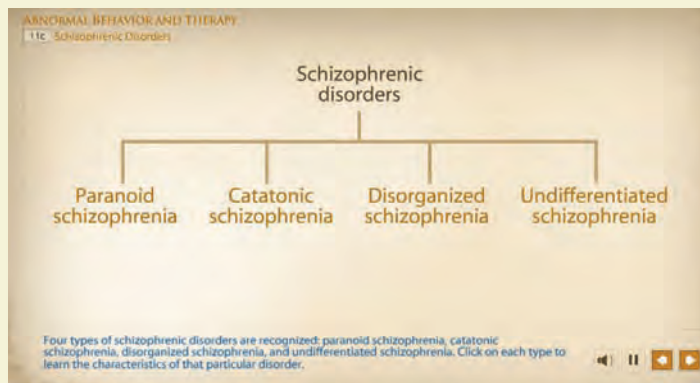 ABNORMAL BEHAVIOR AND THERAPY
11c Schizophrenic Disorders
Schizophrenic
disorders
Paranoid
schizophrenia
Catatonic
schizophrenia
Disorganized
schizophrenia
Undifferentiated
schizophrenia
Four types of schizophrenic disorders are recognized: paranoid schizophrenia, catatonic
schizophrenia, disorganized schizophrenia, and undifferentiated schizophrenia. Click on each type to
learn the characteristics of that particular disorder.